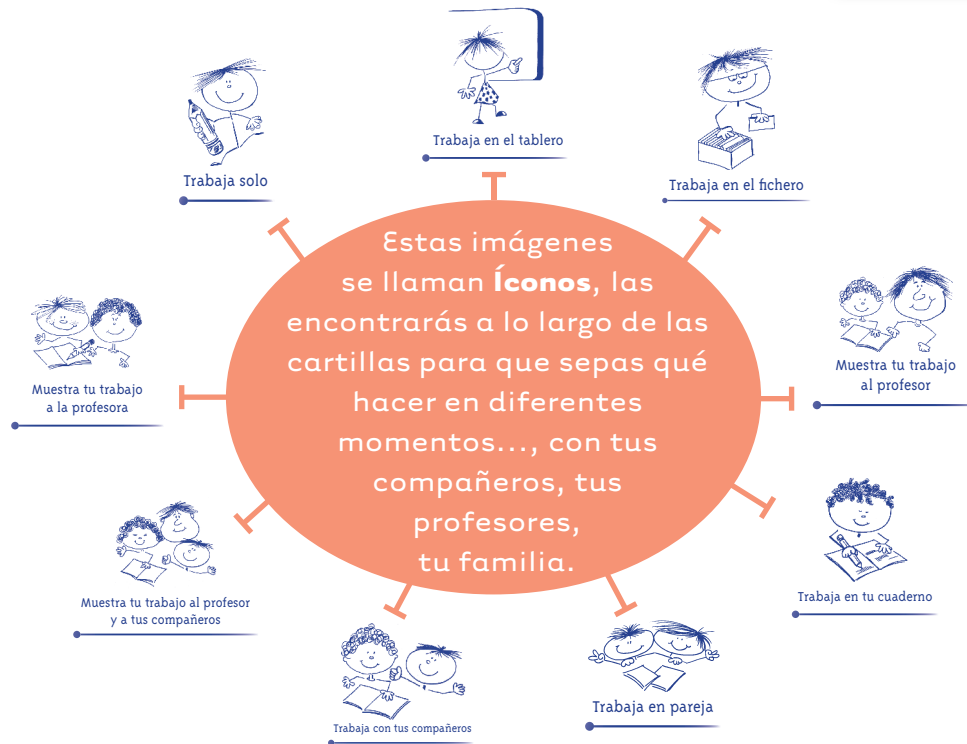 Trabaja en el tablero
Trabaja solo
Trabaja en el fichero
Estas imágenes
se llaman Íconos, las
encontrarás a lo largo de las
cartillas para que sepas qué
hacer en diferentes
momentos..., con tus
compañeros, tus
profesores,
tu familia.
Muestra tu trabajo
a la profesora
Muestra tu trabajo
al profesor
Muestra tu trabajo al profesor
y a tus compañeros
Trabaja en tu cuaderno
Trabaja con tus compañeros
Trabaja en pareja